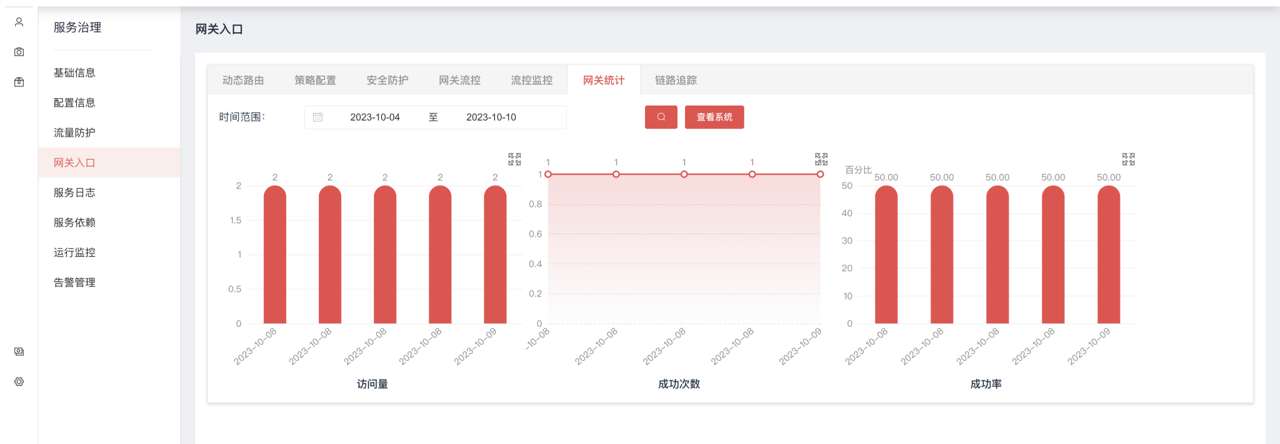 服务治理
基础信息
配置信息
流量防护
网关入口
服务日志
服务依赖
运行监控
告警管理
网关入口
动态路由 策略配置 安全防护 网关流控 流控监控 网关统计 链路追踪
时间范围: 2023-10-04 至 2023-10-10 查看系统
2 2 2 2 2
2
1.5
1
0.5
0
2023-10-08 2023-10-08 2023-10-08 2023-10-08 2023-10-09
访问量
1 1 1 1
1
0.8
0.6
0.4
0.2
0
-10-08 2023-10-08 2023-10-08 2023-10-08 2023-10-09
成功次数
百分比
50.00 50.00 50.00 50.00 50.00
50
40
30
20
10
0
2023-10-08 2023-10-08 2023-10-08 2023-10-08 2023-10-09
成功率